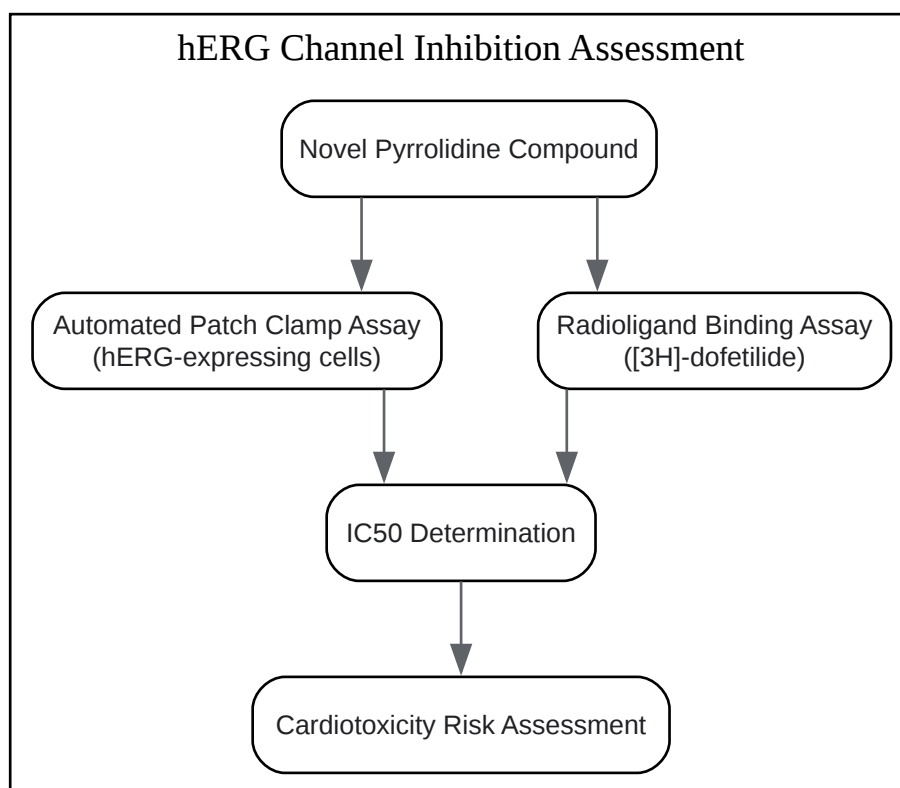 hERG Channel Inhibition Assessment
Novel Pyrrolidine Compound
Automated Patch Clamp Assay
(hERG-expressing cells)
Radioligand Binding Assay
([3H]-dofetilide)
IC50 Determination
Cardiotoxicity Risk Assessment